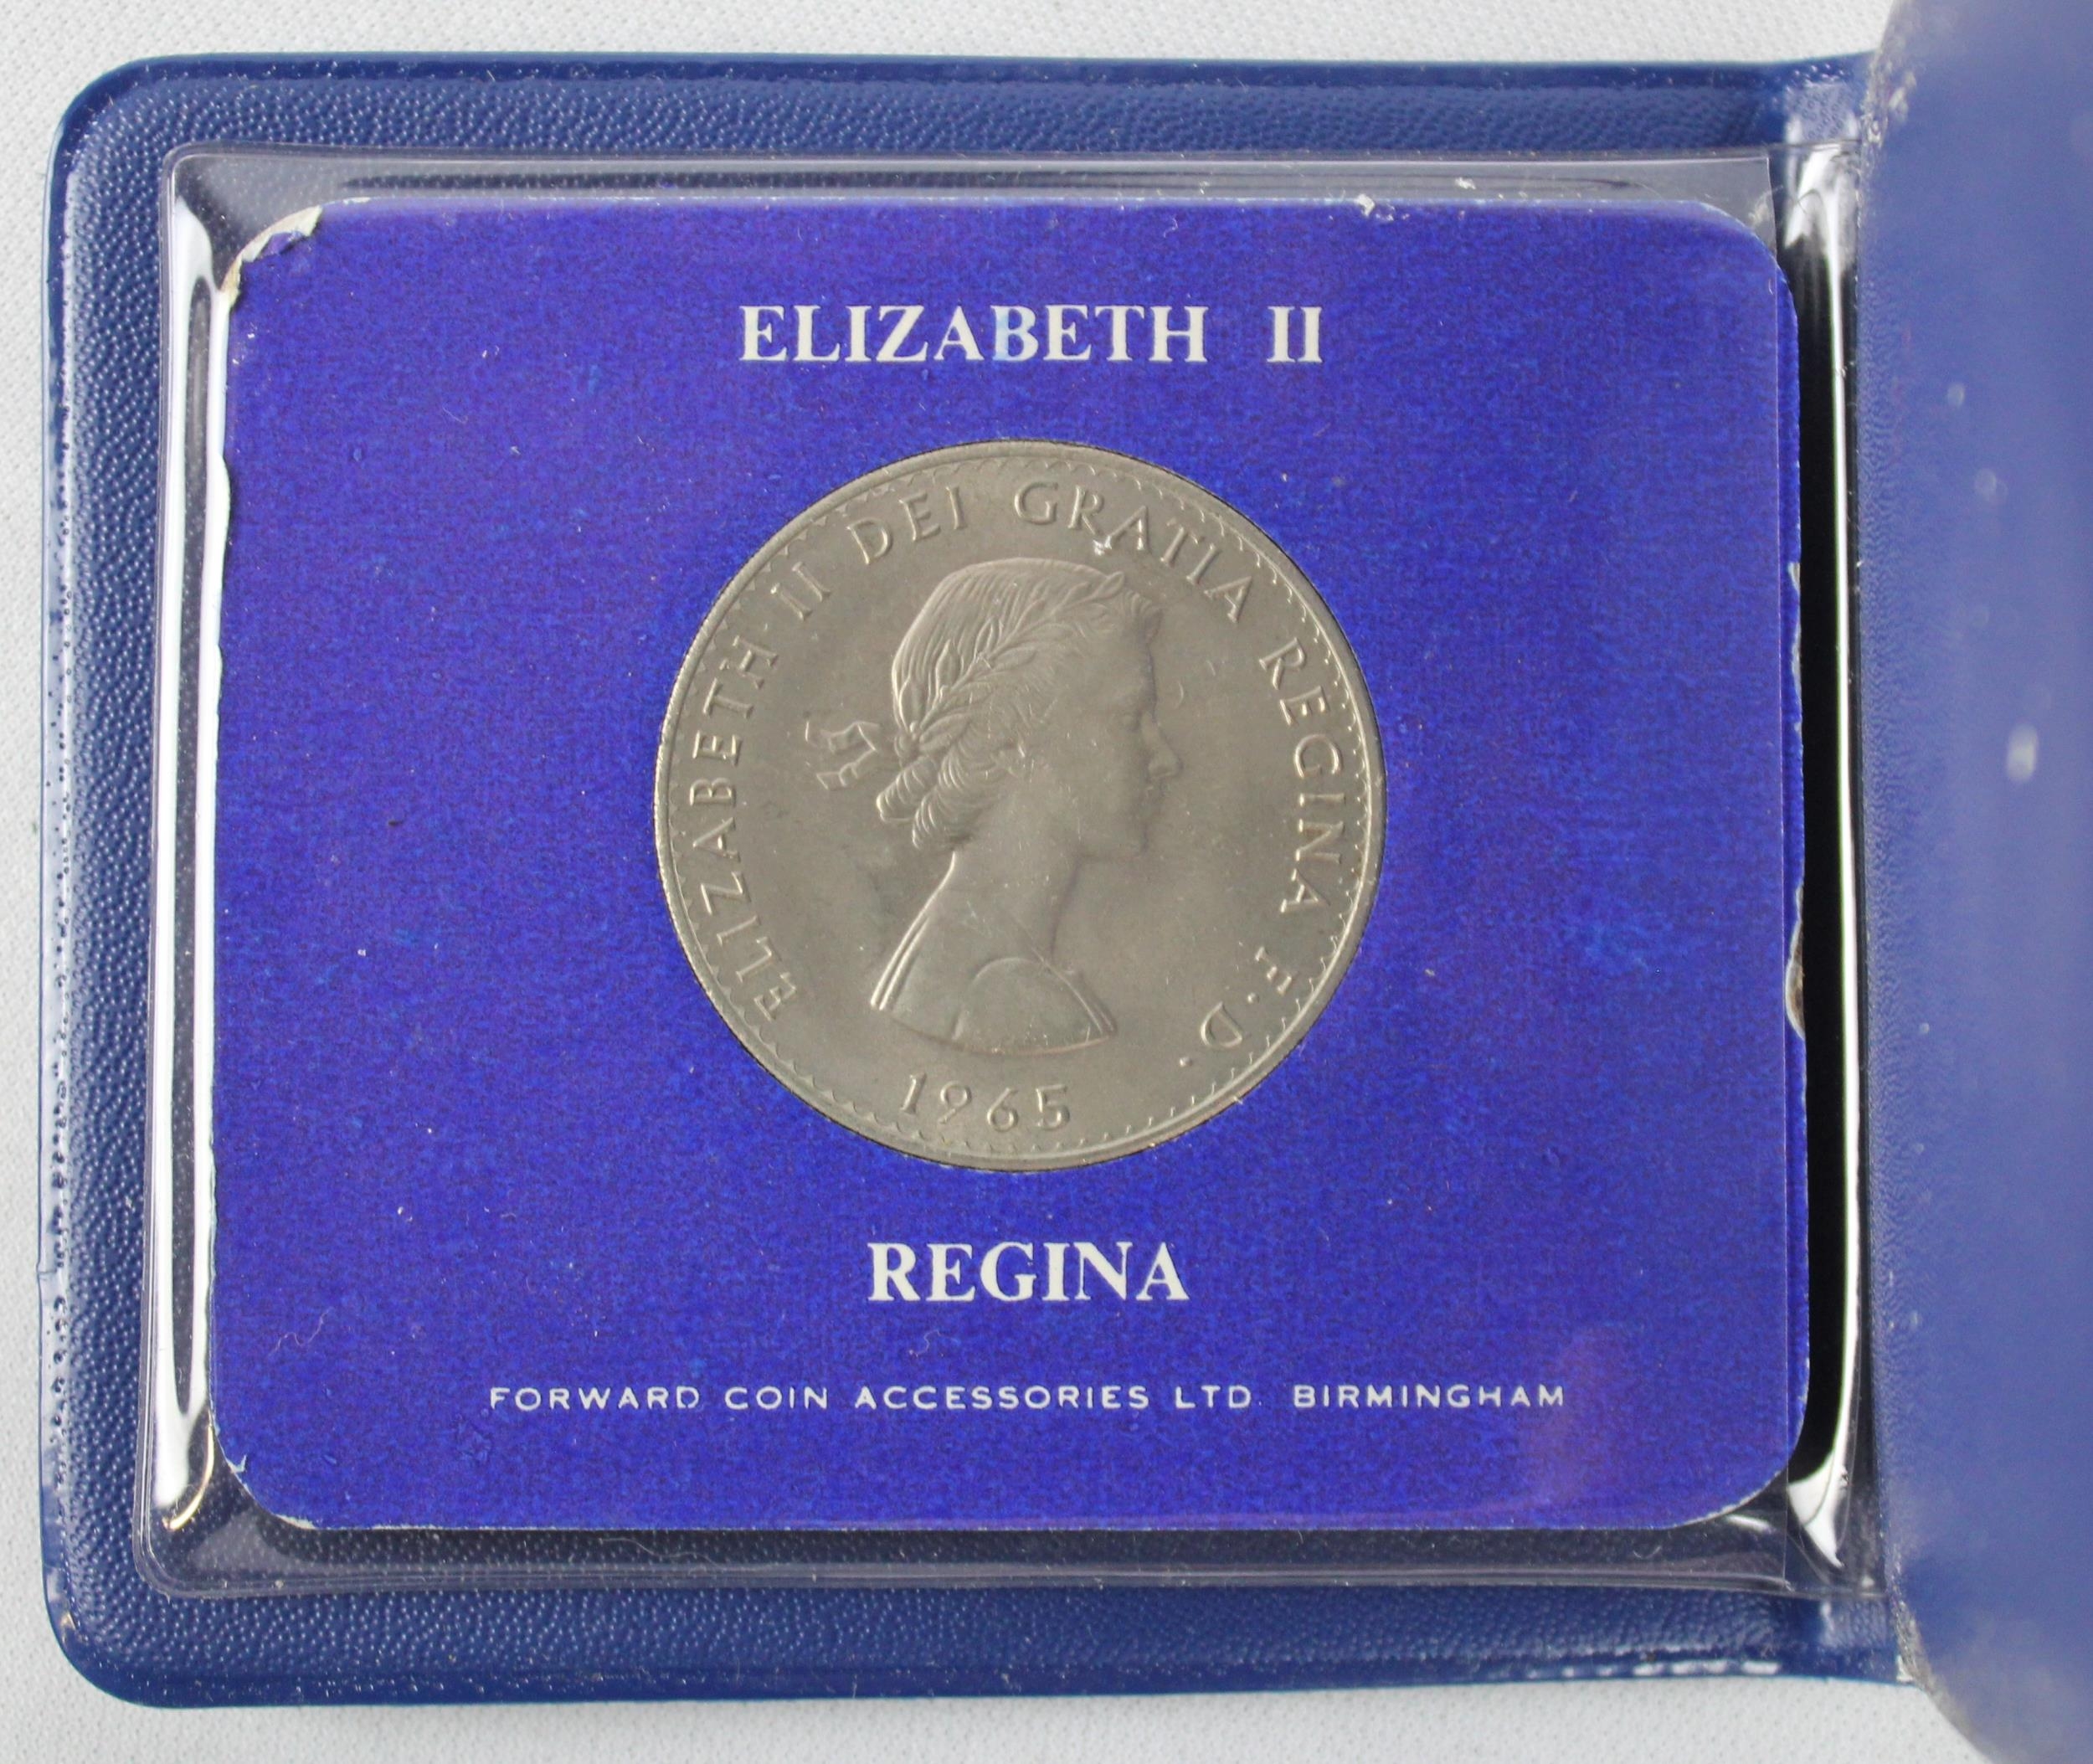 ELIZABETH II
ELIZABETH·II DEI GRATIA REGINA F·D.
1965
REGINA
FORWARD COIN ACCESSORIES LTD. BIRMINGHAM